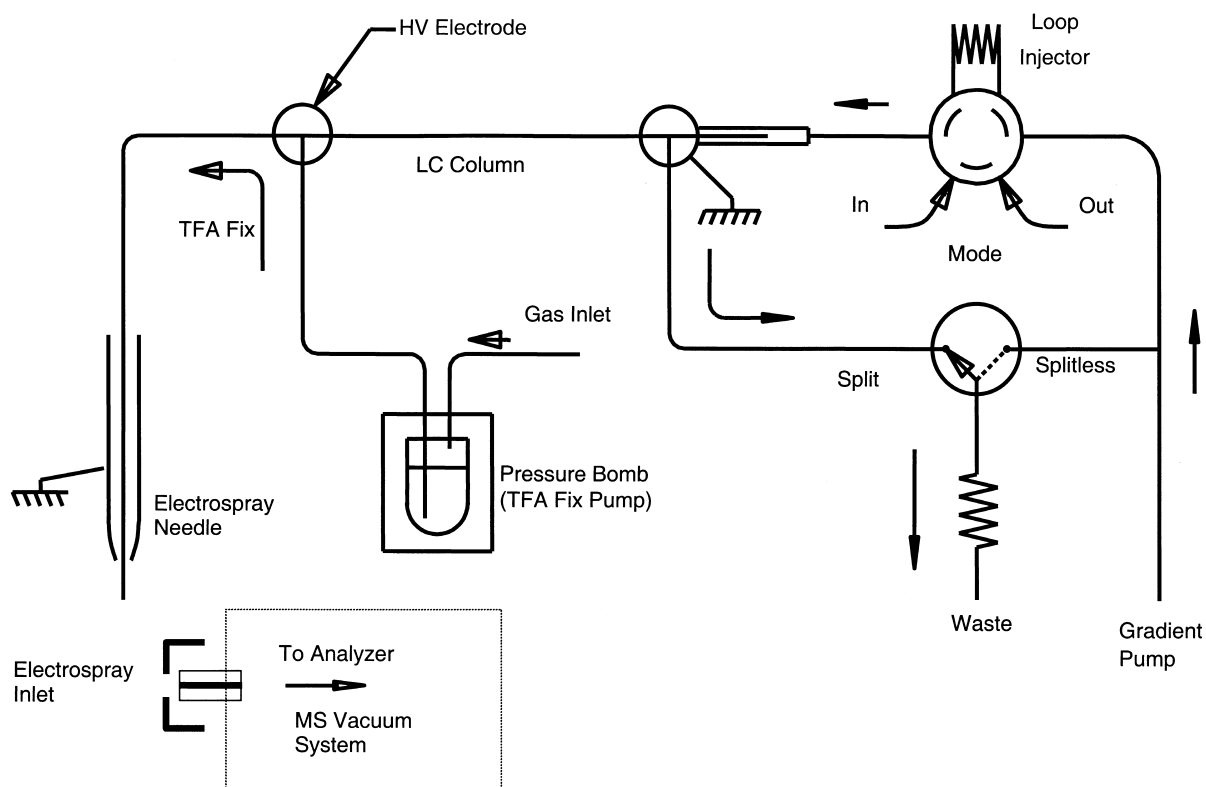 HV Electrode
Loop
Injector
LC Column
TFA Fix
In
Out
Mode
Gas Inlet
Split
Splitless
Pressure Bomb
(TFA Fix Pump)
Electrospray
Needle
Waste
Gradient
Pump
Electrospray
Inlet
To Analyzer
MS Vacuum
System